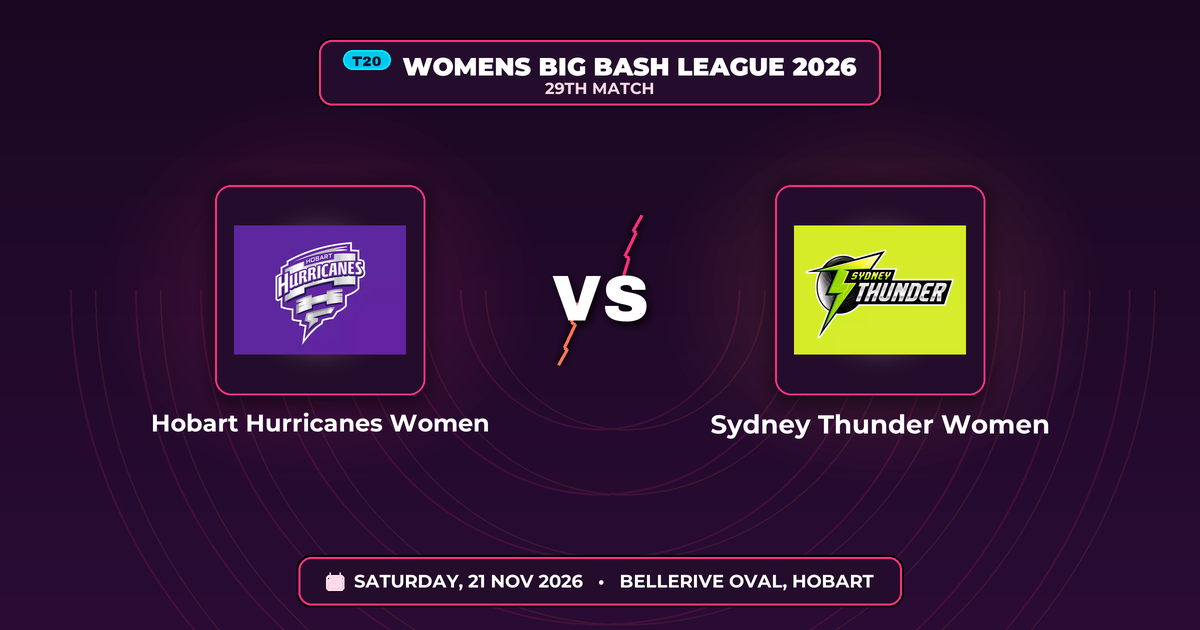 T20 WOMENS BIG BASH LEAGUE 2026
29TH MATCH
HOBART
HURRICANES
VS
SYDNEY
THUNDER
Hobart Hurricanes Women
Sydney Thunder Women
SATURDAY, 21 NOV 2026 • BELLERIVE OVAL, HOBART